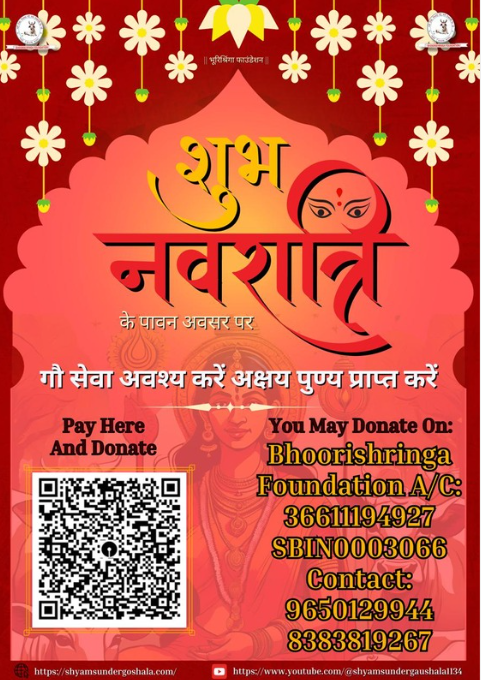 || भूरिश्रिंगा फाउंडेशन ||
शुभ
नवरात्रि
के पावन अवसर पर
गौ सेवा अवश्य करें अक्षय पुण्य प्राप्त करें
Pay Here
And Donate
You May Donate On:
Bhoorishringa
Foundation A/C:
36611194927
SBIN0003066
Contact:
9650129944
8383819267
https://shyamsundergoshala.com/
https://www.youtube.com/@shyamsundergaushala1134